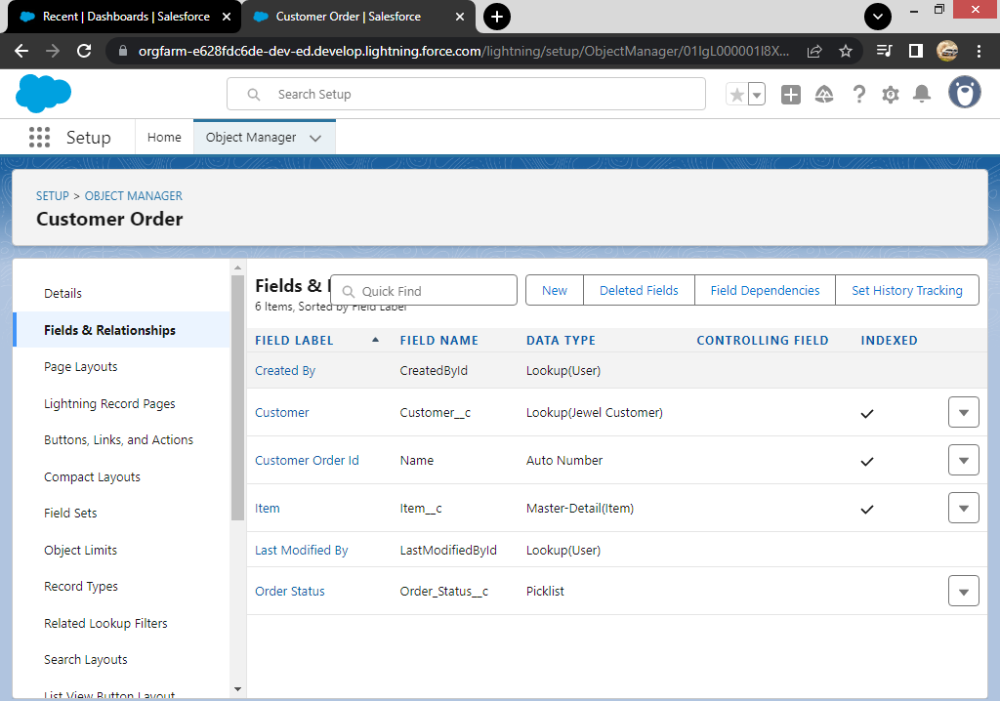 Recent | Dashboards | Salesforce
Customer Order | Salesforce
orgfarm-e628fdc6de-dev-ed.develop.lightning.force.com/lightning/setup/ObjectManager/01IgL000001I8X...
Search Setup
Setup
Home
Object Manager
SETUP > OBJECT MANAGER
Customer Order
Details
Fields & Relationships
Page Layouts
Lightning Record Pages
Buttons, Links, and Actions
Compact Layouts
Field Sets
Object Limits
Record Types
Related Lookup Filters
Search Layouts
List View Button Layout
Fields &
Quick Find
New
Deleted Fields
Field Dependencies
Set History Tracking
6 Items, Sorted by Field Label
FIELD LABEL FIELD NAME DATA TYPE CONTROLLING FIELD INDEXED
Created By CreatedById Lookup(User)
Customer Customer__c Lookup(Jewel Customer)
Customer Order Id Name Auto Number
Item Item__c Master-Detail(Item)
Last Modified By LastModifiedById Lookup(User)
Order Status Order_Status__c Picklist